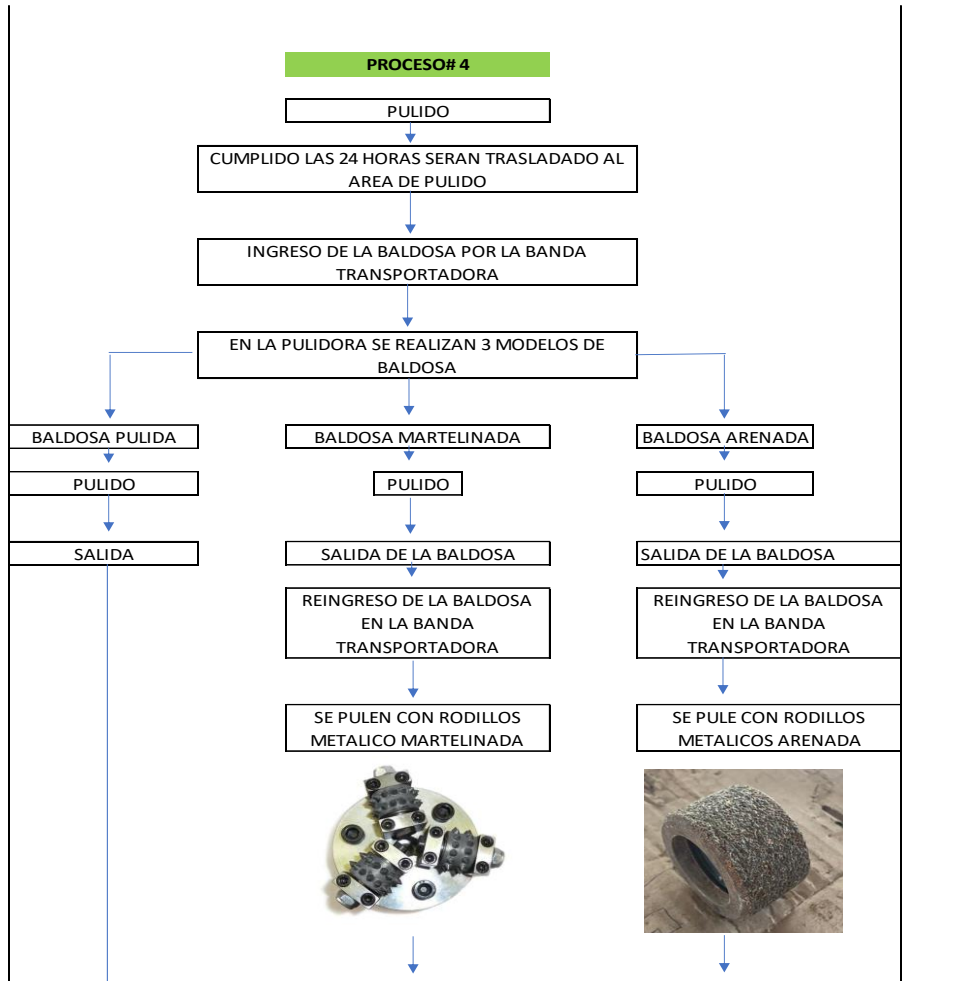 PROCESO# 4
PULIDO
CUMPLIDO LAS 24 HORAS SERAN TRASLADADO AL
AREA DE PULIDO
INGRESO DE LA BALDOSA POR LA BANDA
TRANSPORTADORA
EN LA PULIDORA SE REALIZAN 3 MODELOS DE
BALDOSA
BALDOSA PULIDA
BALDOSA MARTELINADA
BALDOSA ARENADA
PULIDO
PULIDO
PULIDO
SALIDA
SALIDA DE LA BALDOSA
SALIDA DE LA BALDOSA
REINGRESO DE LA BALDOSA
EN LA BANDA
TRANSPORTADORA
REINGRESO DE LA BALDOSA
EN LA BANDA
TRANSPORTADORA
SE PULEN CON RODILLOS
METALICO MARTELINADA
SE PULE CON RODILLOS
METALICOS ARENADA